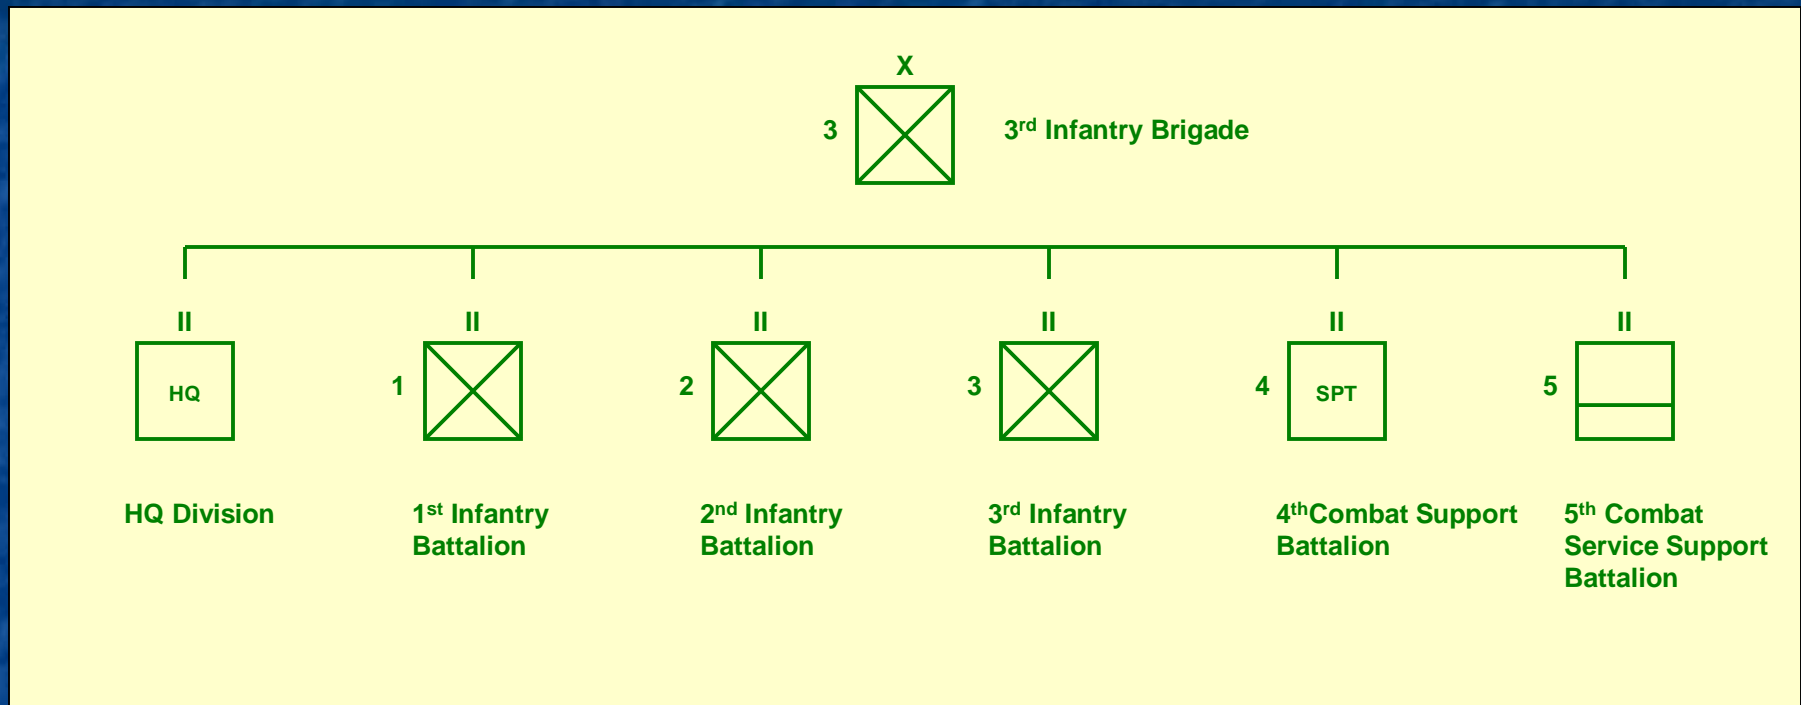 X
3
3rd Infantry Brigade
II
II
II
II
II
II
HQ
1
2
3
4
SPT
5
HQ Division
1st Infantry
Battalion
2nd Infantry
Battalion
3rd Infantry
Battalion
4thCombat Support
Battalion
5th Combat
Service Support
Battalion